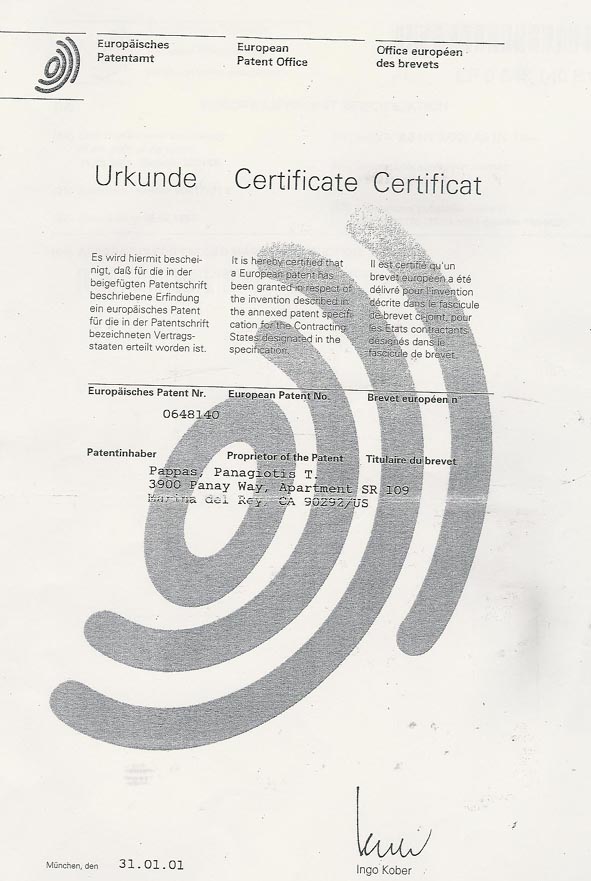 Europäisches
Patentamt
European
Patent Office
Office européen
des brevets
Urkunde
Certificate
Certificat
Es wird hiermit beschei-
nigt, daß für die in der
beigefügten Patentschrift
beschriebene Erfindung
ein europäisches Patent
für die in der Patentschrift
bezeichneten Vertrags-
staaten erteilt worden ist.
It is hereby certified that
a European patent has
been granted in respect of
the invention described in
the annexed patent specifi-
cation for the Contracting
States designated in the
specification.
Il est certifié qu'un
brevet européen a été
délivré pour l'invention
décrite dans le fascicule
de brevet ci-joint, pour
les Etats contractants
désignés dans le
fascicule de brevet.
Europäisches Patent Nr.
European Patent No.
Brevet européen n°
0648140
Patentinhaber
Proprietor of the Patent
Titulaire du brevet
Pappas, Panagiotis T.
3900 Panay Way, Apartment SR 109
Marina del Rey, CA 90292/US
München, den 31.01.01
Ingo Kober